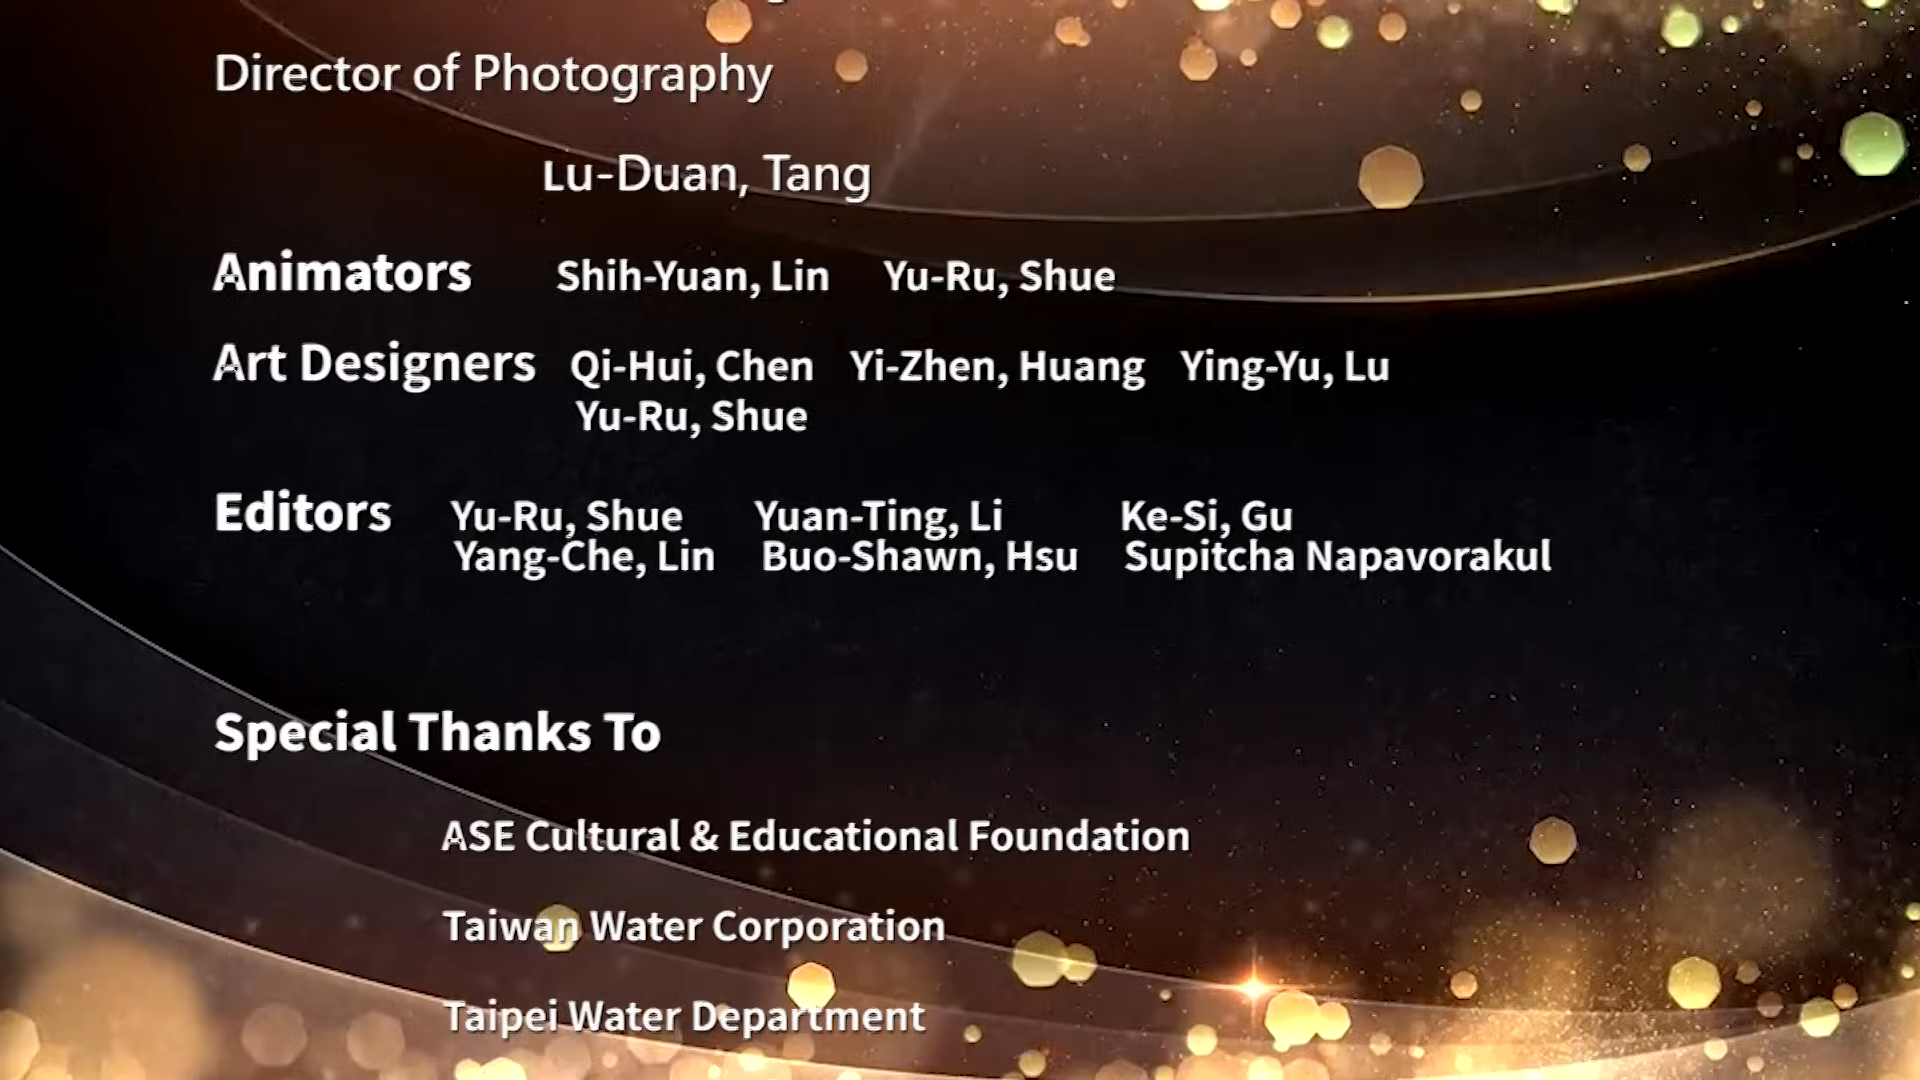 Director of Photography
Lu-Duan, Tang
Animators Shih-Yuan, Lin Yu-Ru, Shue
Art Designers Qi-Hui, Chen Yi-Zhen, Huang Ying-Yu, Lu
Yu-Ru, Shue
Editors Yu-Ru, Shue Yuan-Ting, Li Ke-Si, Gu
Yang-Che, Lin Buo-Shawn, Hsu Supitcha Napavorakul
Special Thanks To
ASE Cultural & Educational Foundation
Taiwan Water Corporation
Taipei Water Department